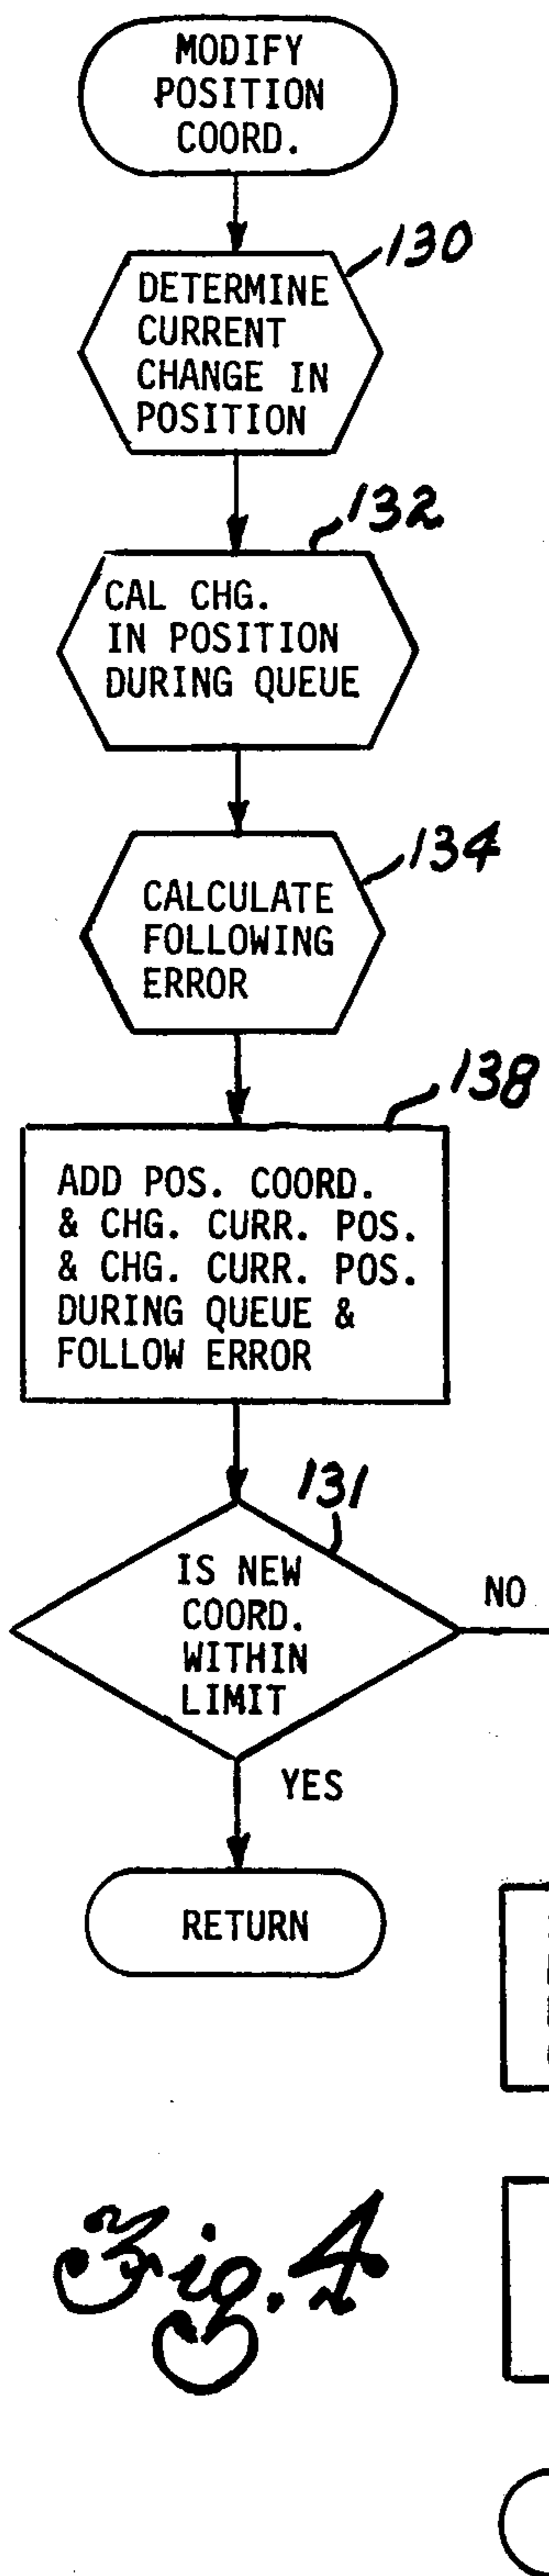 MODIFY
POSITION
COORD.
130
DETERMINE
CURRENT
CHANGE IN
POSITION
132
CAL CHG.
IN POSITION
DURING QUEUE
134
CALCULATE
FOLLOWING
ERROR
138
ADD POS. COORD.
& CHG. CURR. POS.
& CHG. CURR. POS.
DURING QUEUE &
FOLLOW ERROR
131
IS NEW
COORD.
WITHIN
LIMIT
NO
YES
RETURN
Fig. 4